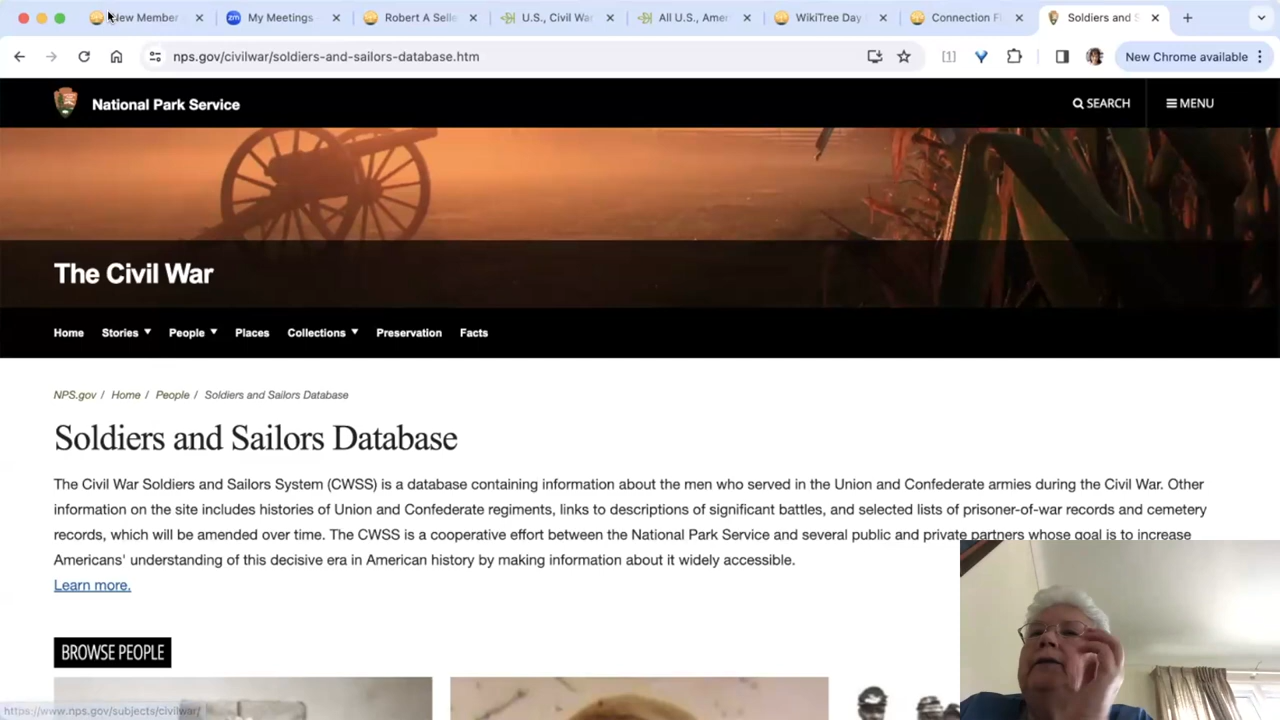 New Member
My Meetings
Robert A Selle
U.S., Civil War
All U.S., Amer
WikiTree Day
Connection Fi
Soldiers and S
nps.gov/civilwar/soldiers-and-sailors-database.htm
[1]
New Chrome available
National Park Service
SEARCH
MENU
The Civil War
Home Stories People Places Collections Preservation Facts
NPS.gov / Home / People / Soldiers and Sailors Database
Soldiers and Sailors Database
The Civil War Soldiers and Sailors System (CWSS) is a database containing information about the men who served in the Union and Confederate armies during the Civil War. Other
information on the site includes histories of Union and Confederate regiments, links to descriptions of significant battles, and selected lists of prisoner-of-war records and cemetery
records, which will be amended over time. The CWSS is a cooperative effort between the National Park Service and several public and private partners whose goal is to increase
Americans' understanding of this decisive era in American history by making information about it widely accessible.
Learn more.
BROWSE PEOPLE
https://www.nps.gov/subjects/civilwar/